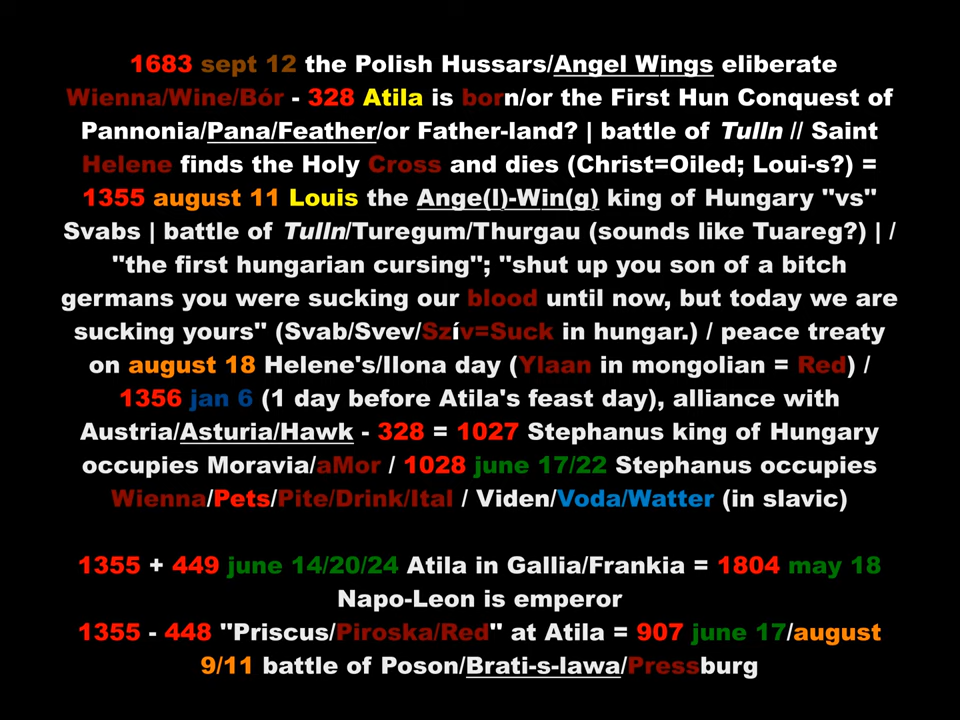 1683 sept 12 the Polish Hussars/Angel Wings eliberate
Wienna/Wine/Bór - 328 Atila is born/or the First Hun Conquest of
Pannonia/Pana/Feather/or Father-land? | battle of Tulln // Saint
Helene finds the Holy Cross and dies (Christ=Oiled; Loui-s?) =
1355 august 11 Louis the Ange(l)-Win(g) king of Hungary "vs"
Svabs | battle of Tulln/Turegum/Thurgau (sounds like Tuareg?) | /
"the first hungarian cursing"; "shut up you son of a bitch
germans you were sucking our blood until now, but today we are
sucking yours" (Svab/Svev/Szív=Suck in hungar.) / peace treaty
on august 18 Helene's/Ilona day (Ylaan in mongolian = Red) /
1356 jan 6 (1 day before Atila's feast day), alliance with
Austria/Asturia/Hawk - 328 = 1027 Stephanus king of Hungary
occupies Moravia/aMor / 1028 june 17/22 Stephanus occupies
Wienna/Pets/Pite/Drink/Ital / Viden/Voda/Watter (in slavic)
1355 + 449 june 14/20/24 Atila in Gallia/Frankia = 1804 may 18
Napo-Leon is emperor
1355 - 448 "Priscus/Piroska/Red" at Atila = 907 june 17/august
9/11 battle of Poson/Brati-s-lawa/Pressburg